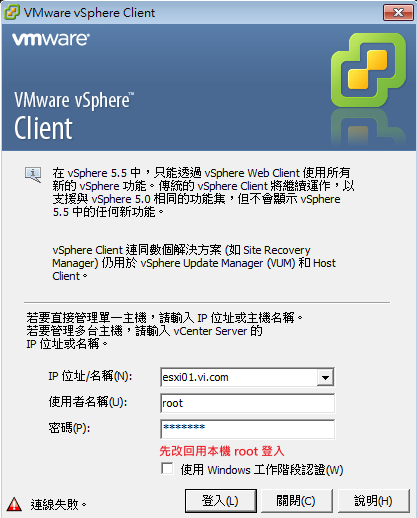 VMware vSphere Client
vmware®
VMware vSphere™
Client
在 vSphere 5.5 中，只能透過 vSphere Web Client 使用所有
新的 vSphere 功能。傳統的 vSphere Client 將繼續運作，以
支援與 vSphere 5.0 相同的功能集，但不會顯示 vSphere
5.5 中的任何新功能。
vSphere Client 連同數個解決方案 (如 Site Recovery
Manager) 仍用於 vSphere Update Manager (VUM) 和 Host
Client。
若要直接管理單一主機，請輸入 IP 位址或主機名稱。
若要管理多台主機，請輸入 vCenter Server 的
IP 位址或名稱。
IP 位址/名稱(N): esxi01.vi.com
使用者名稱(U): root
密碼(P): *******
先改回用本機 root 登入
使用 Windows 工作階段認證(W)
連線失敗。 登入(L) 關閉(C) 說明(H)